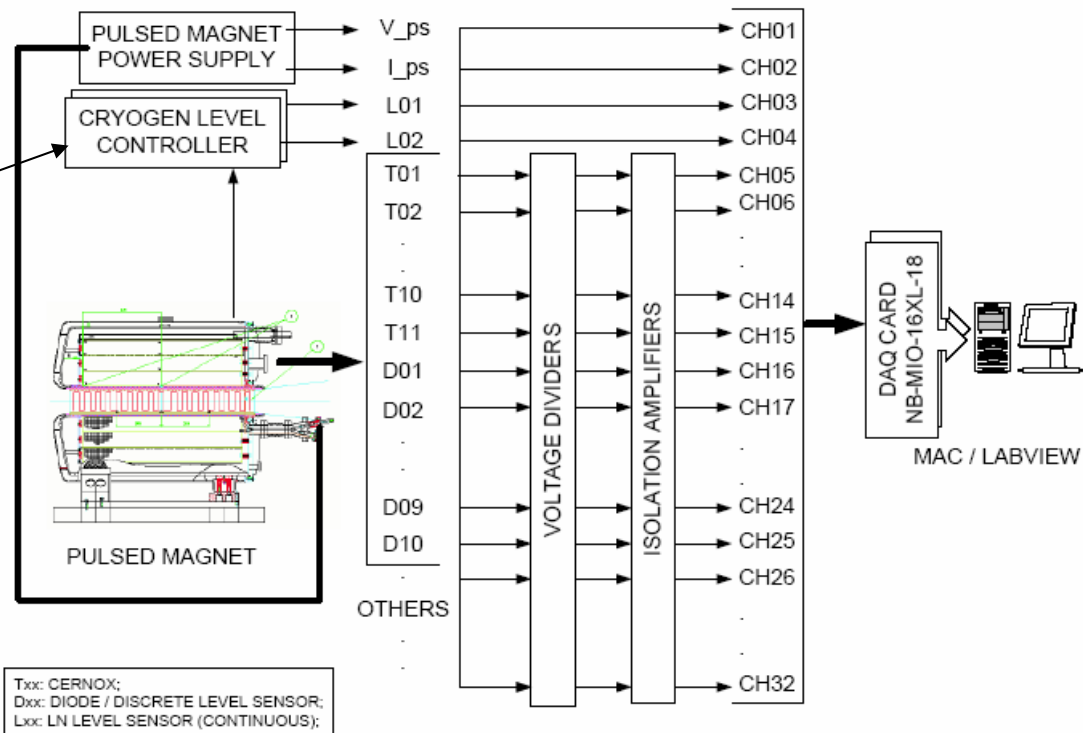 PULSED MAGNET
POWER SUPPLY
CRYOGEN LEVEL
CONTROLLER
PULSED MAGNET
V_ps
I_ps
L01
L02
T01
T02
.
.
T10
T11
D01
D02
.
.
D09
D10
.
OTHERS
.
.
VOLTAGE DIVIDERS
ISOLATION AMPLIFIERS
CH01
CH02
CH03
CH04
CH05
CH06
.
.
CH14
CH15
CH16
CH17
.
.
CH24
CH25
CH26
.
.
CH32
DAQ CARD
NB-MIO-16XL-18
MAC / LABVIEW
Txx: CERNOX;
Dxx: DIODE / DISCRETE LEVEL SENSOR;
Lxx: LN LEVEL SENSOR (CONTINUOUS);